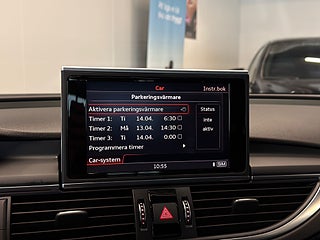 Car
Instr.bok
Parkeringsvärmare
Aktivera parkeringsvärmare
Status
Timer 1: Ti 14.04. 6:30
inte
Timer 2: Må 13.04. 14:30
aktiv
Timer 3: Ti 14.04. 0:00
Programmera timer
Car-system
10:55
SIM